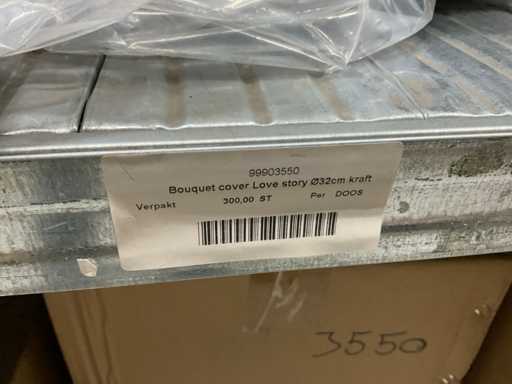 99903550
Bouquet cover Love story Ø32cm kraft
Verpakt 300,00 ST Per DOOS
3550